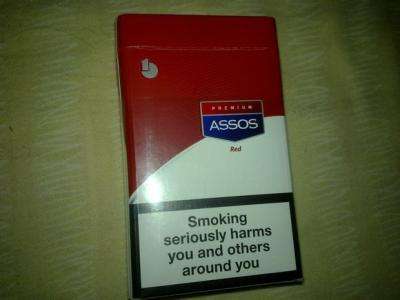 PREMIUM
ASSOS
Red
Smoking
seriously harms
you and others
around you